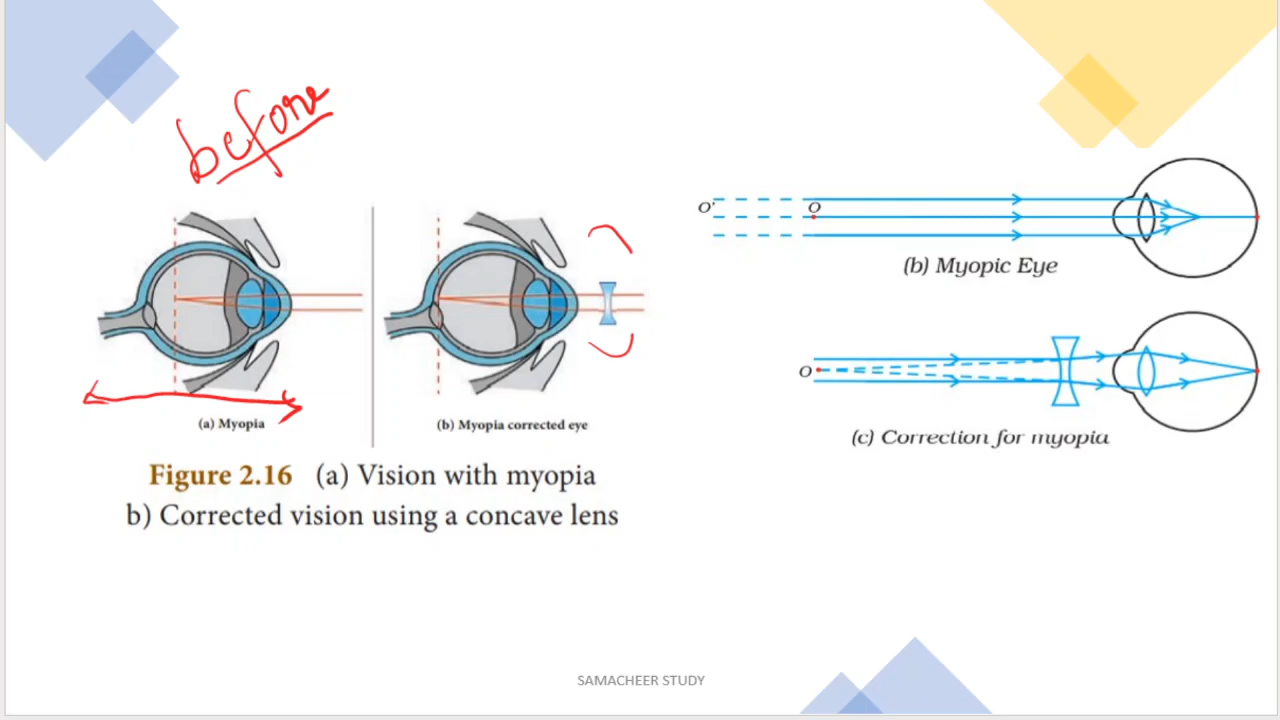 before
(a) Myopia
(b) Myopia corrected eye
Figure 2.16 (a) Vision with myopia
b) Corrected vision using a concave lens
O'
O
(b) Myopic Eye
O
(c) Correction for myopia
SAMACHEER STUDY